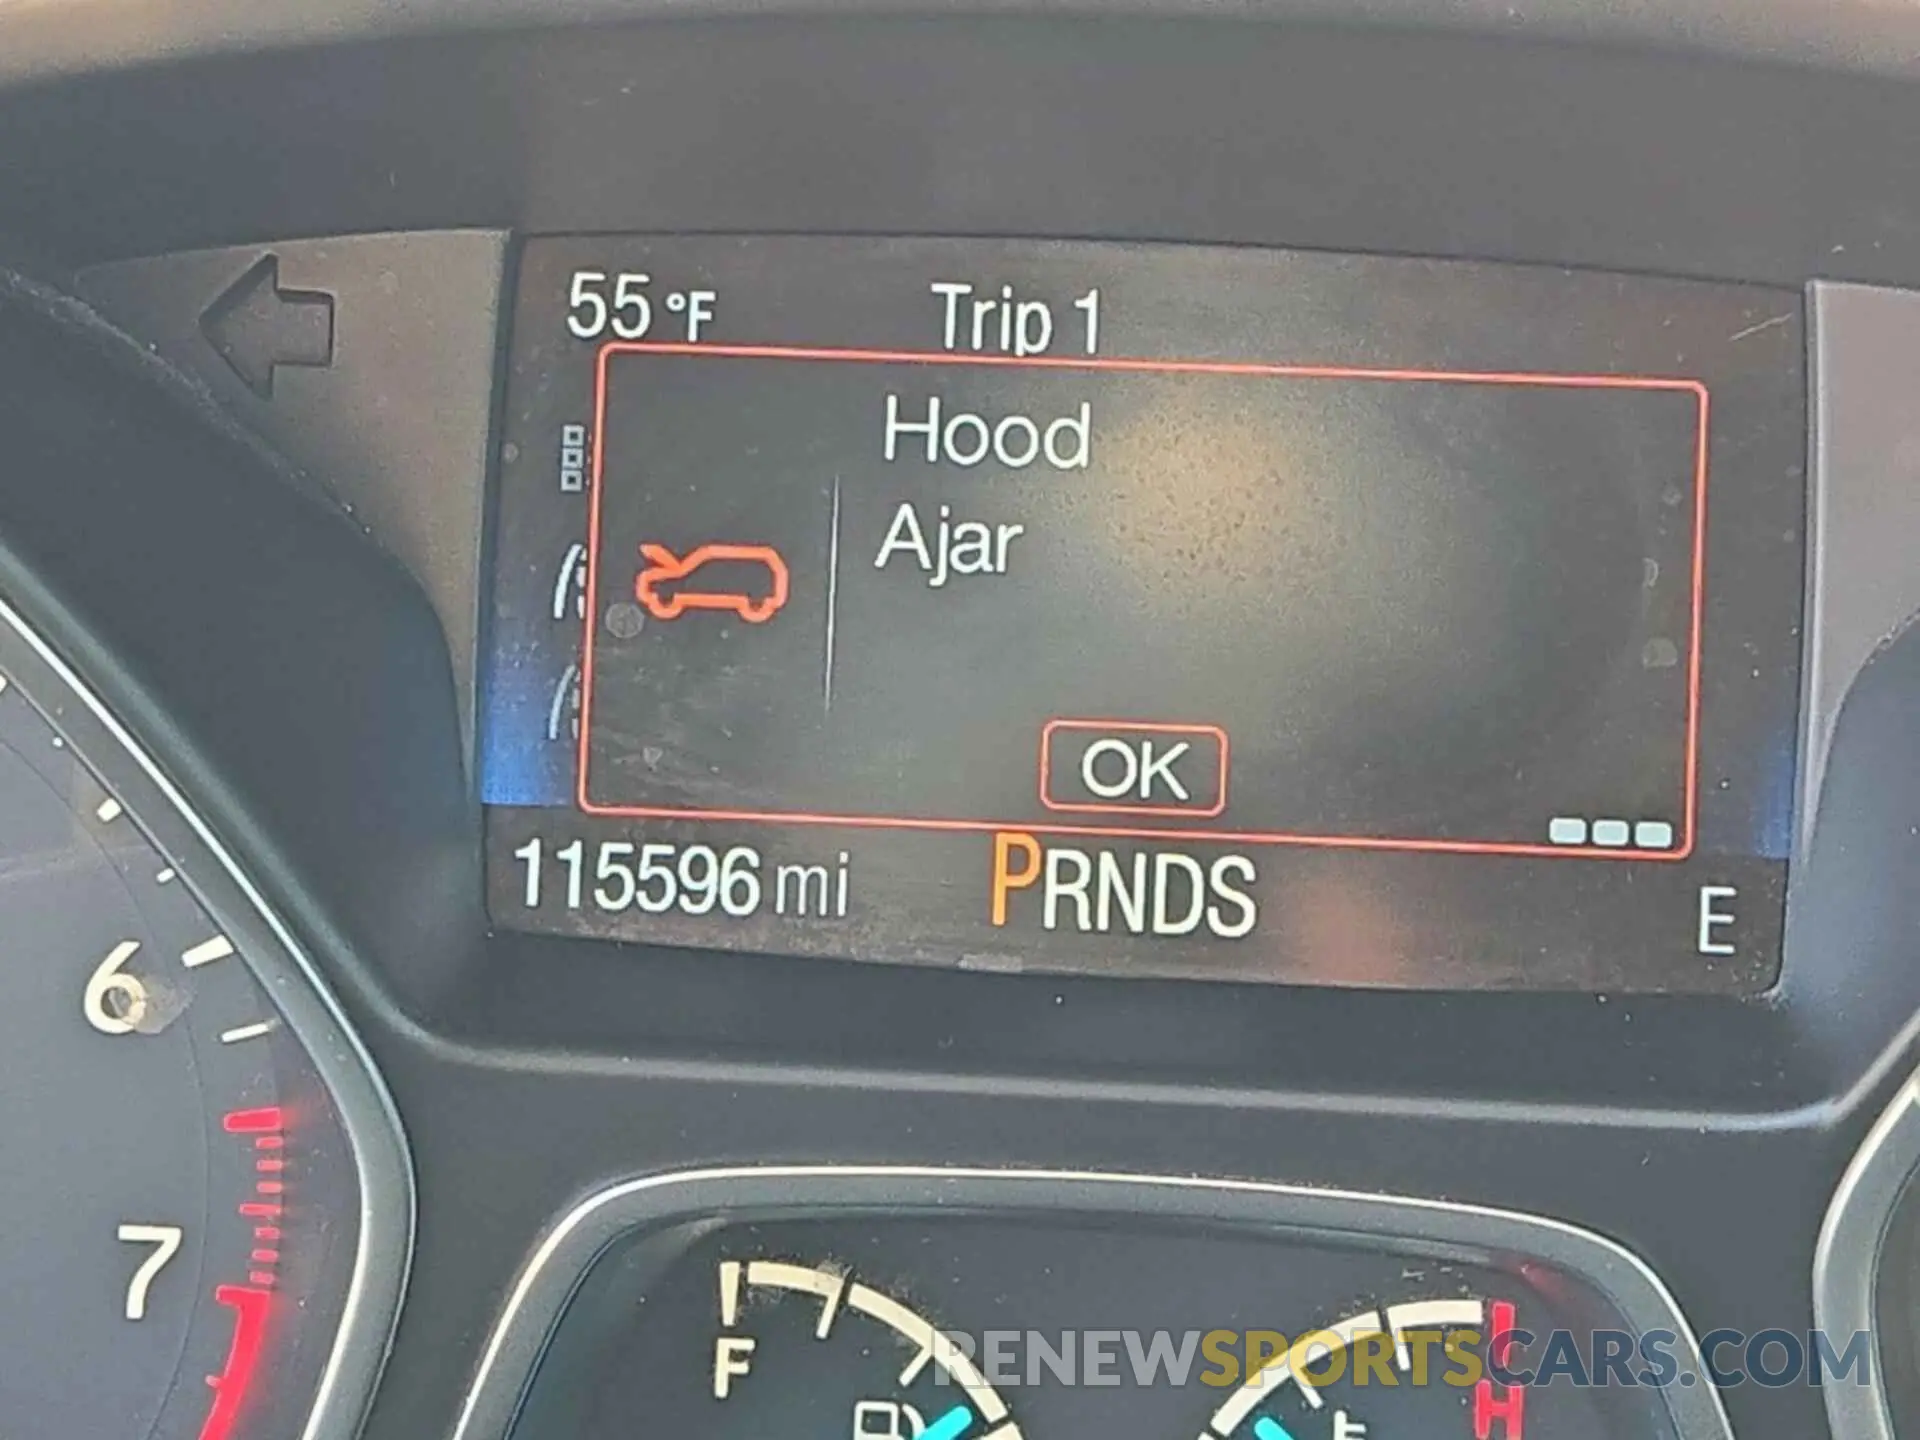 55 °F Trip 1
Hood
Ajar
OK
115596 mi PRNDS E
6
7
F
H
RENEWSPORTSCARS.COM